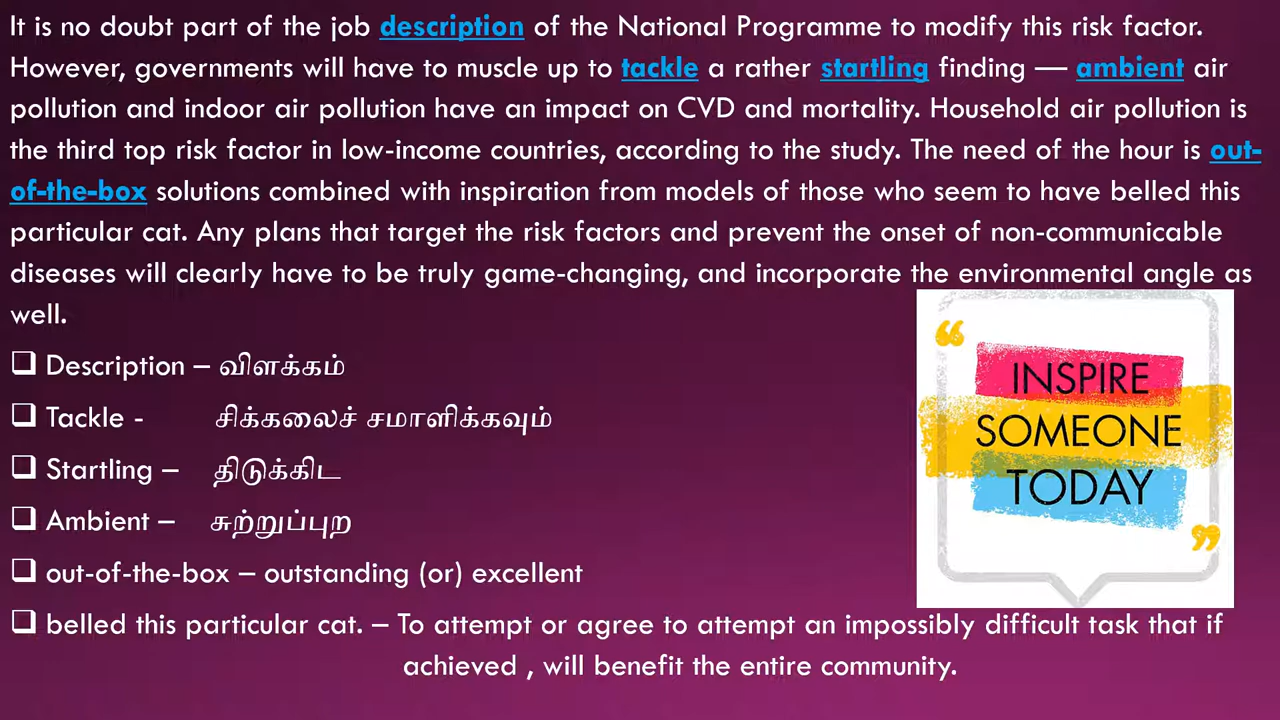 It is no doubt part of the job description of the National Programme to modify this risk factor.
However, governments will have to muscle up to tackle a rather startling finding — ambient air
pollution and indoor air pollution have an impact on CVD and mortality. Household air pollution is
the third top risk factor in low-income countries, according to the study. The need of the hour is out-
of-the-box solutions combined with inspiration from models of those who seem to have belled this
particular cat. Any plans that target the risk factors and prevent the onset of non-communicable
diseases will clearly have to be truly game-changing, and incorporate the environmental angle as
well.
❑ Description – விளக்கம்
❑ Tackle - சிக்கலைச் சமாளிக்கவும்
❑ Startling – திடுக்கிட
❑ Ambient – சுற்றுப்புற
❑ out-of-the-box – outstanding (or) excellent
❑ belled this particular cat. – To attempt or agree to attempt an impossibly difficult task that if
achieved , will benefit the entire community.
“
INSPIRE
SOMEONE
TODAY
”